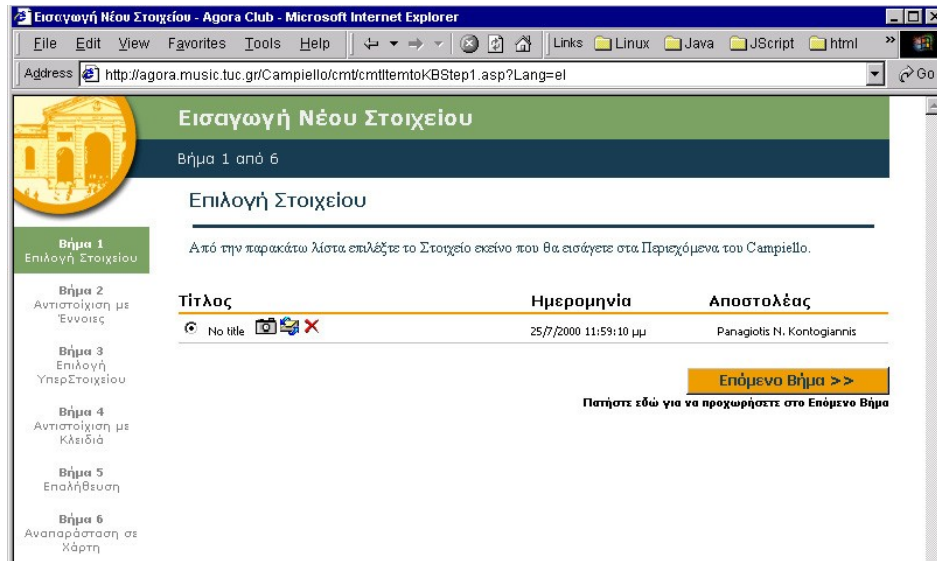 Εισαγωγή Νέου Στοιχείου - Agora Club - Microsoft Internet Explorer
File Edit View Favorites Tools Help Links Linux Java JScript html »
Address http://agora.music.tuc.gr/Campiello/cmt/cmtItemtoKBStep1.asp?Lang=el Go
Εισαγωγή Νέου Στοιχείου
Βήμα 1 από 6
Επιλογή Στοιχείου
Από την παρακάτω λίστα επιλέξτε το Στοιχείο εκείνο που θα εισάγετε στα Περιεχόμενα του Campiello.
Βήμα 1
Επιλογή Στοιχείου
Βήμα 2
Αντιστοίχιση με
Έννοιες
Βήμα 3
Επιλογή
ΥπερΣτοιχείου
Βήμα 4
Αντιστοίχιση με
Κλειδιά
Βήμα 5
Επαλήθευση
Βήμα 6
Αναπαράσταση σε
Χάρτη
Τίτλος Ημερομηνία Αποστολέας
No title 25/7/2000 11:59:10 μμ Panagiotis N. Kontogiannis
Επόμενο Βήμα >>
Πατήστε εδώ για να προχωρήσετε στο Επόμενο Βήμα